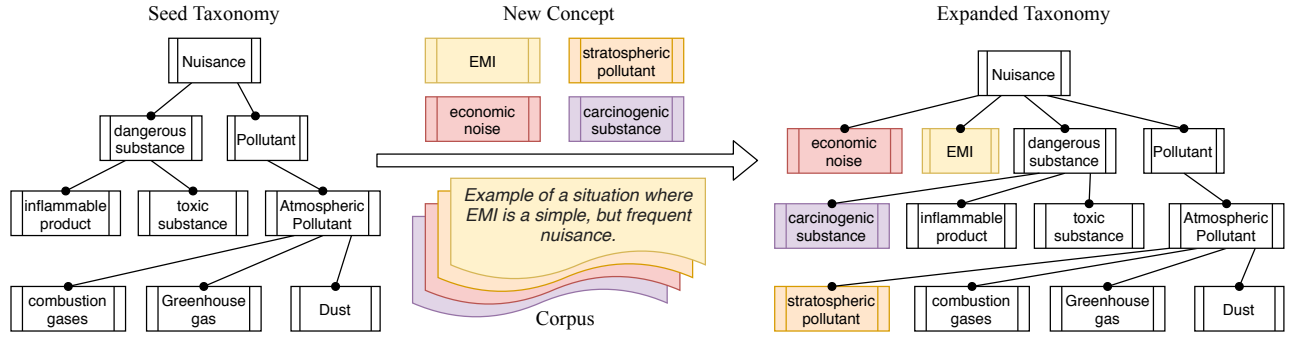 Seed Taxonomy
New Concept
Expanded Taxonomy
Nuisance
dangerous
substance
Pollutant
inflammable
product
toxic
substance
Atmospheric
Pollutant
combustion
gases
Greenhouse
gas
Dust
EMI
stratospheric
pollutant
economic
noise
carcinogenic
substance
Example of a situation where
EMI is a simple, but frequent
nuisance.
Corpus
Nuisance
economic
noise
EMI
dangerous
substance
Pollutant
carcinogenic
substance
inflammable
product
toxic
substance
Atmospheric
Pollutant
stratospheric
pollutant
combustion
gases
Greenhouse
gas
Dust